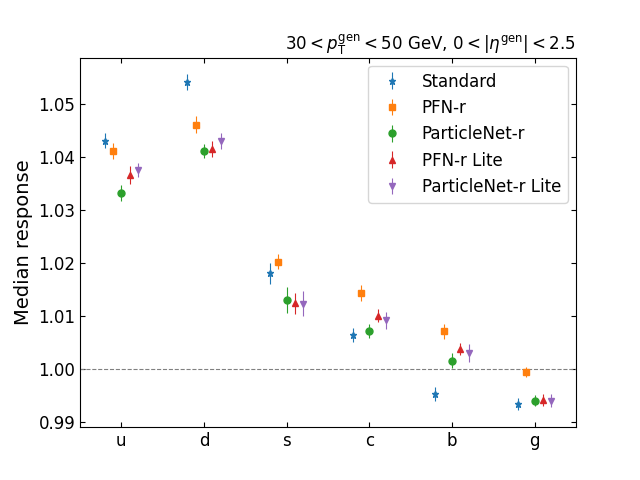 30 < p_T^gen < 50 GeV, 0 < |η^gen| < 2.5
Standard
PFN-r
ParticleNet-r
PFN-r Lite
ParticleNet-r Lite
Median response
1.05
1.04
1.03
1.02
1.01
1.00
0.99
u d s c b g